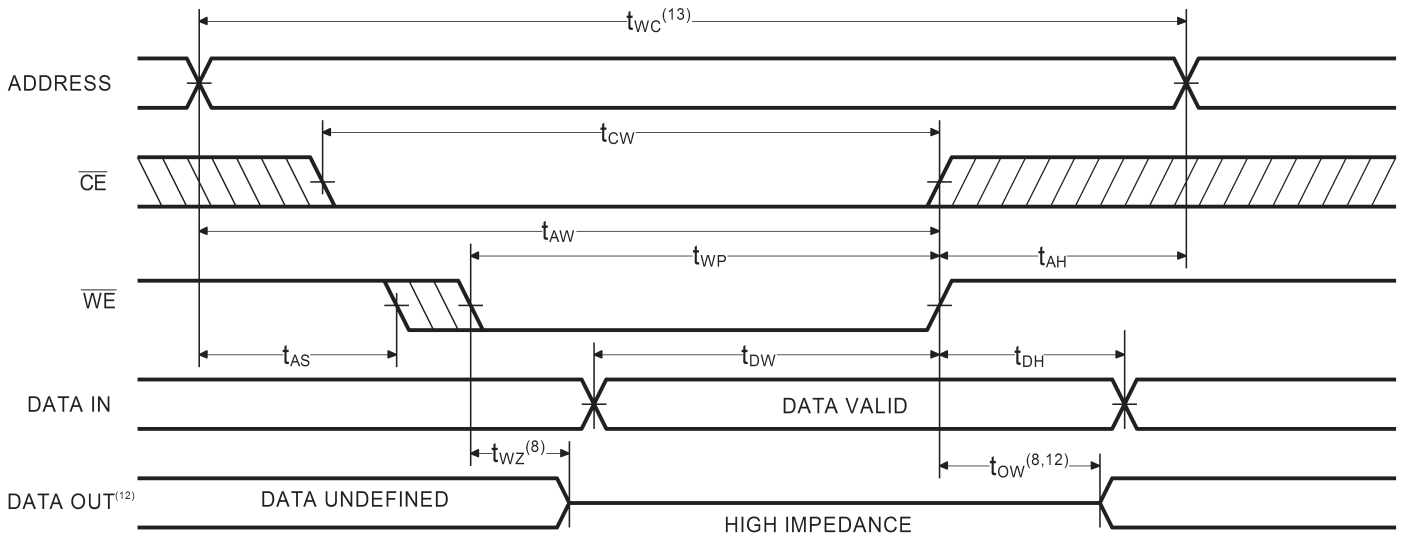 tWC(13)
ADDRESS
tCW
CE
tAW
tWP
tAH
WE
tAS
tDW
tDH
DATA IN
DATA VALID
tWZ(8)
tOW(8,12)
DATA OUT(12)
DATA UNDEFINED
HIGH IMPEDANCE